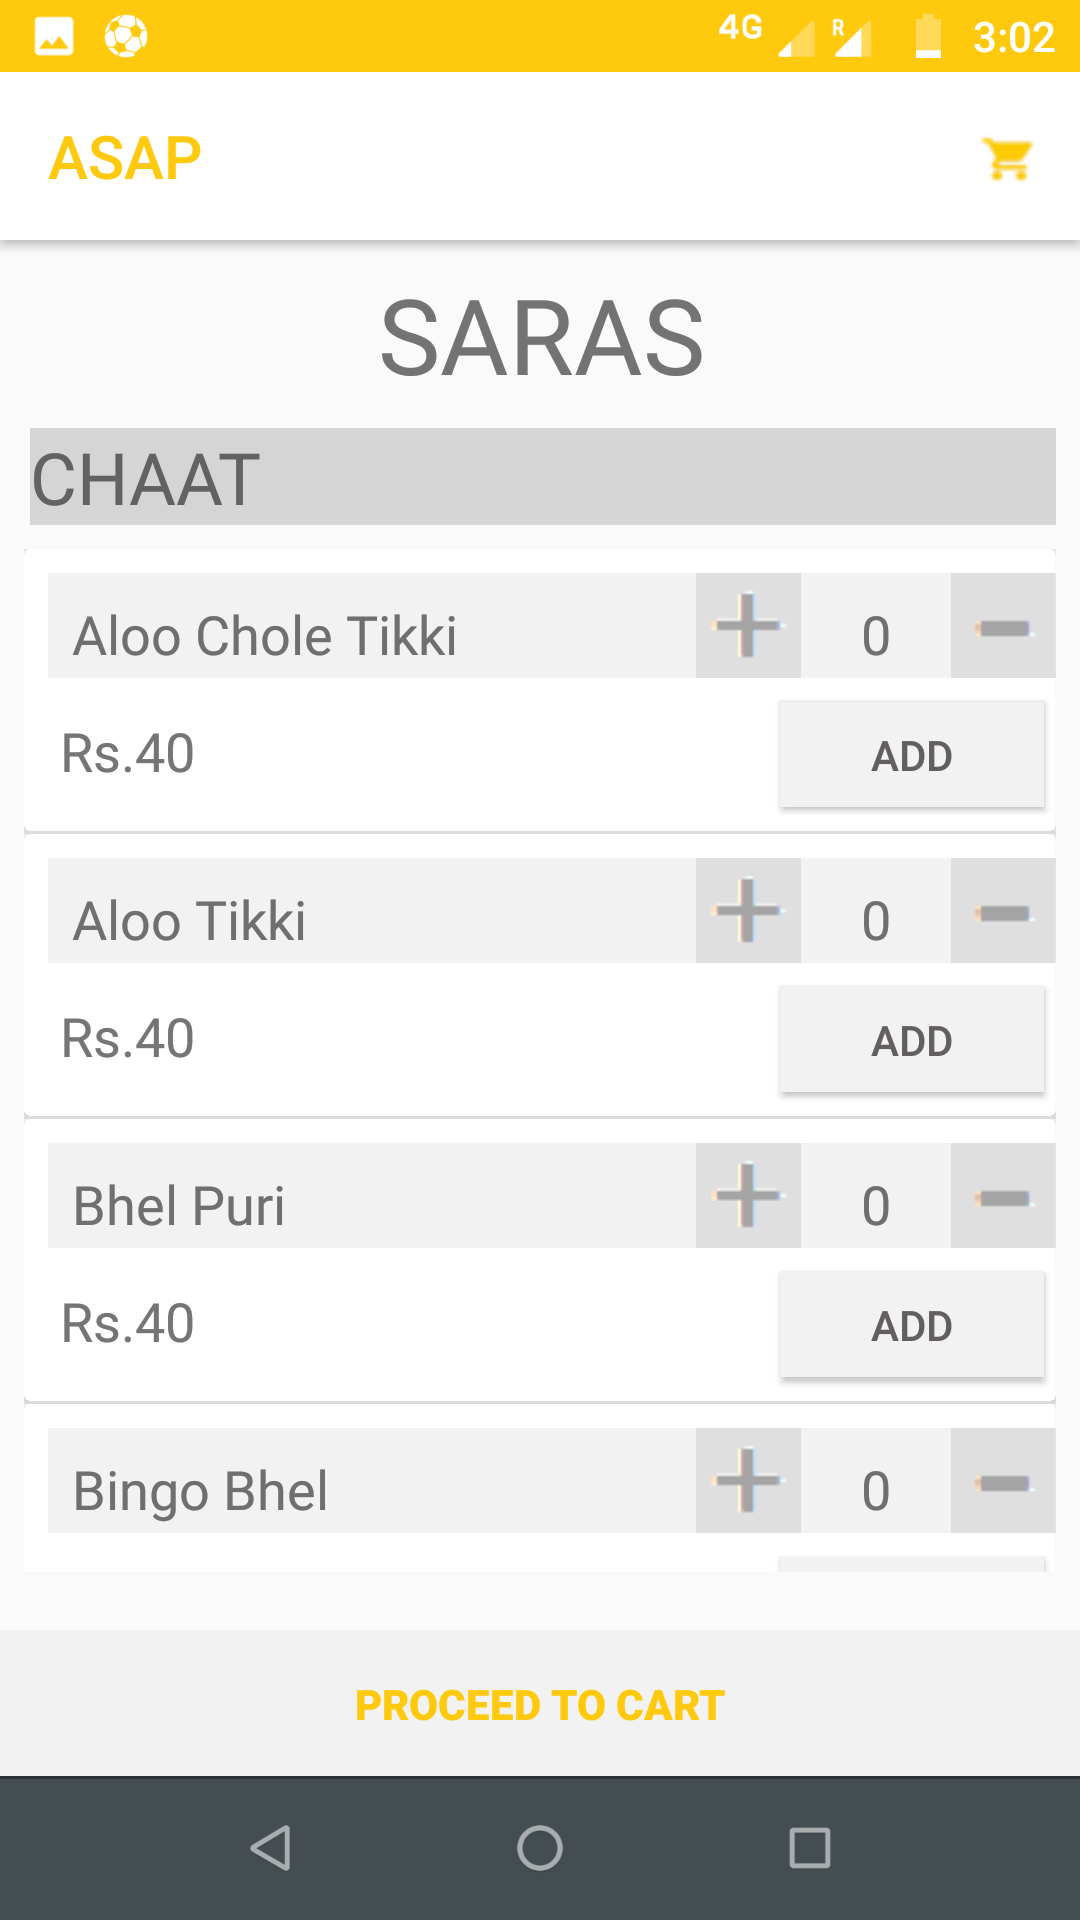 4G R 3:02
ASAP
SARAS
CHAAT
Aloo Chole Tikki 0
Rs.40 ADD
Aloo Tikki 0
Rs.40 ADD
Bhel Puri 0
Rs.40 ADD
Bingo Bhel 0
PROCEED TO CART